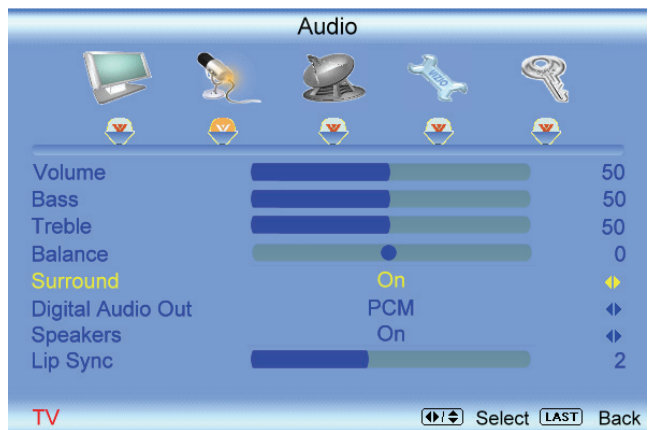 Audio
VIZIO
Volume 50
Bass 50
Treble 50
Balance 0
Surround On
Digital Audio Out PCM
Speakers On
Lip Sync 2
TV Select LAST Back